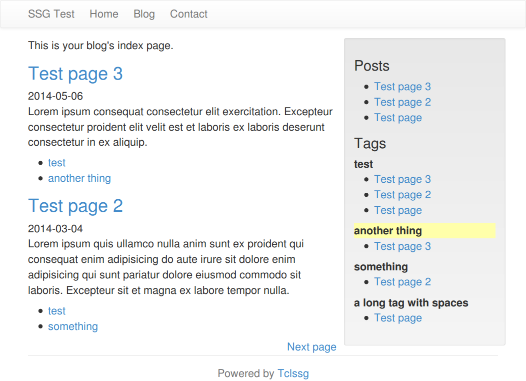 SSG Test Home Blog Contact
This is your blog's index page.
Test page 3
2014-05-06
Lorem ipsum consequat consectetur elit exercitation. Excepteur
consectetur proident elit velit est et laboris ex laboris deserunt
consectetur in ex aliquip.
test
another thing
Test page 2
2014-03-04
Lorem ipsum quis ullamco nulla anim sunt ex proident qui
consequat enim adipisicing do aute irure sit dolore enim
adipisicing qui sunt pariatur dolore eiusmod commodo sit
laboris. Excepteur sit et magna ex labore tempor nulla.
test
something
Next page
Posts
Test page 3
Test page 2
Test page
Tags
test
Test page 3
Test page 2
Test page
another thing
Test page 3
something
Test page 2
a long tag with spaces
Test page
Powered by Tclssg